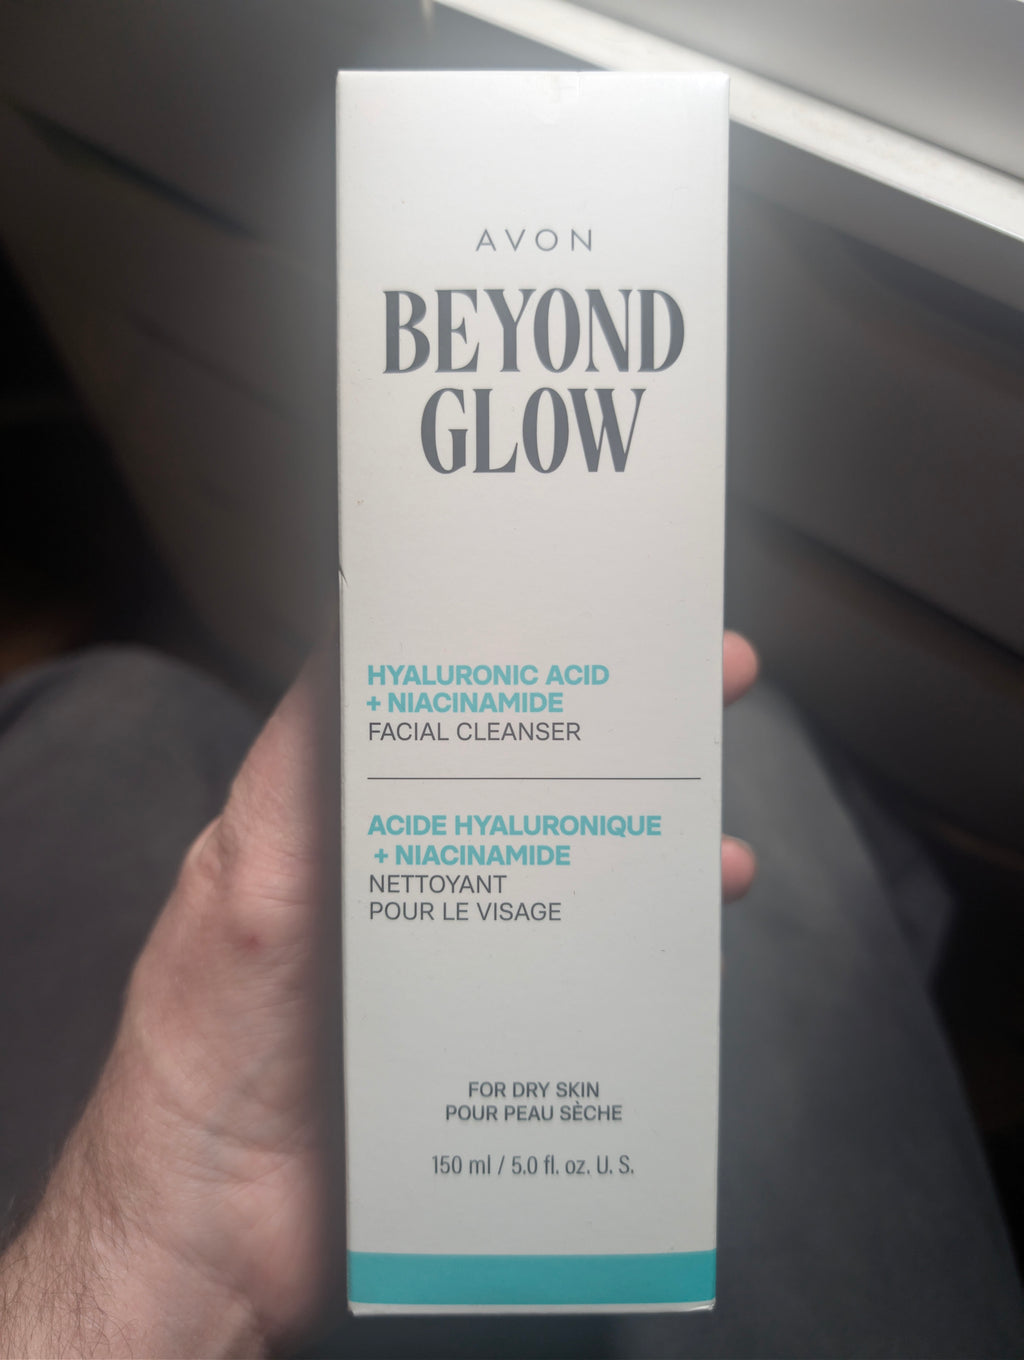 AVON
BEYOND
GLOW
HYALURONIC ACID
+ NIACINAMIDE
FACIAL CLEANSER
ACIDE HYALURONIQUE
+ NIACINAMIDE
NETTOYANT
POUR LE VISAGE
FOR DRY SKIN
POUR PEAU SÈCHE
150 ml / 5.0 fl. oz. U. S.